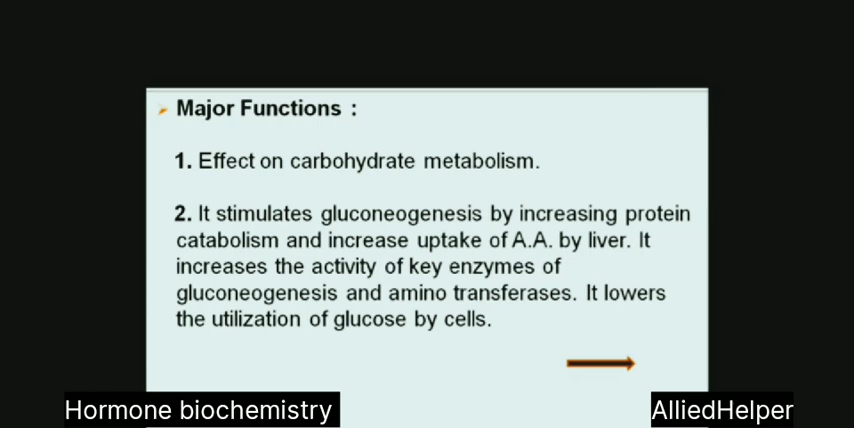 Major Functions :
1. Effect on carbohydrate metabolism.
2. It stimulates gluconeogenesis by increasing protein
catabolism and increase uptake of A.A. by liver. It
increases the activity of key enzymes of
gluconeogenesis and amino transferases. It lowers
the utilization of glucose by cells.
Hormone biochemistry
AlliedHelper